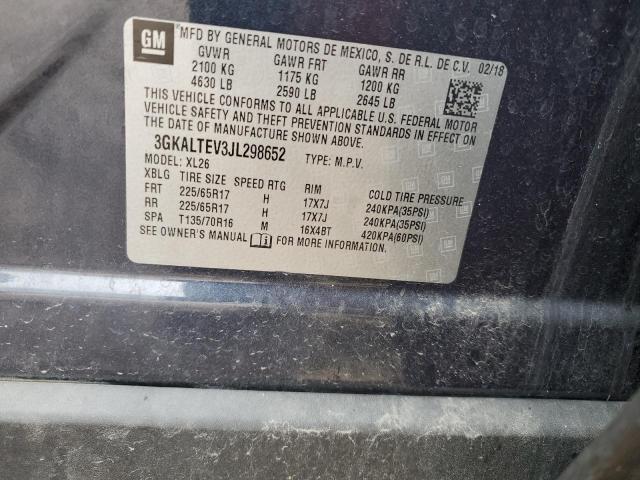 GM
MFD BY GENERAL MOTORS DE MEXICO, S. DE R.L. DE C.V. 02/18
GVWR GAWR FRT GAWR RR
2100 KG 1175 KG 1200 KG
4630 LB 2590 LB 2645 LB
THIS VEHICLE CONFORMS TO ALL APPLICABLE U.S. FEDERAL MOTOR
VEHICLE SAFETY AND THEFT PREVENTION STANDARDS IN EFFECT ON
THE DATE OF MANUFACTURE SHOWN ABOVE.
3GKALTEV3JL298652 TYPE: M.P.V.
MODEL: XL26
XBLG TIRE SIZE SPEED RTG RIM COLD TIRE PRESSURE
FRT 225/65R17 H 17X7J 240KPA(35PSI)
RR 225/65R17 H 17X7J 240KPA(35PSI)
SPA T135/70R16 M 16X4BT 420KPA(60PSI)
SEE OWNER'S MANUAL FOR MORE INFORMATION.